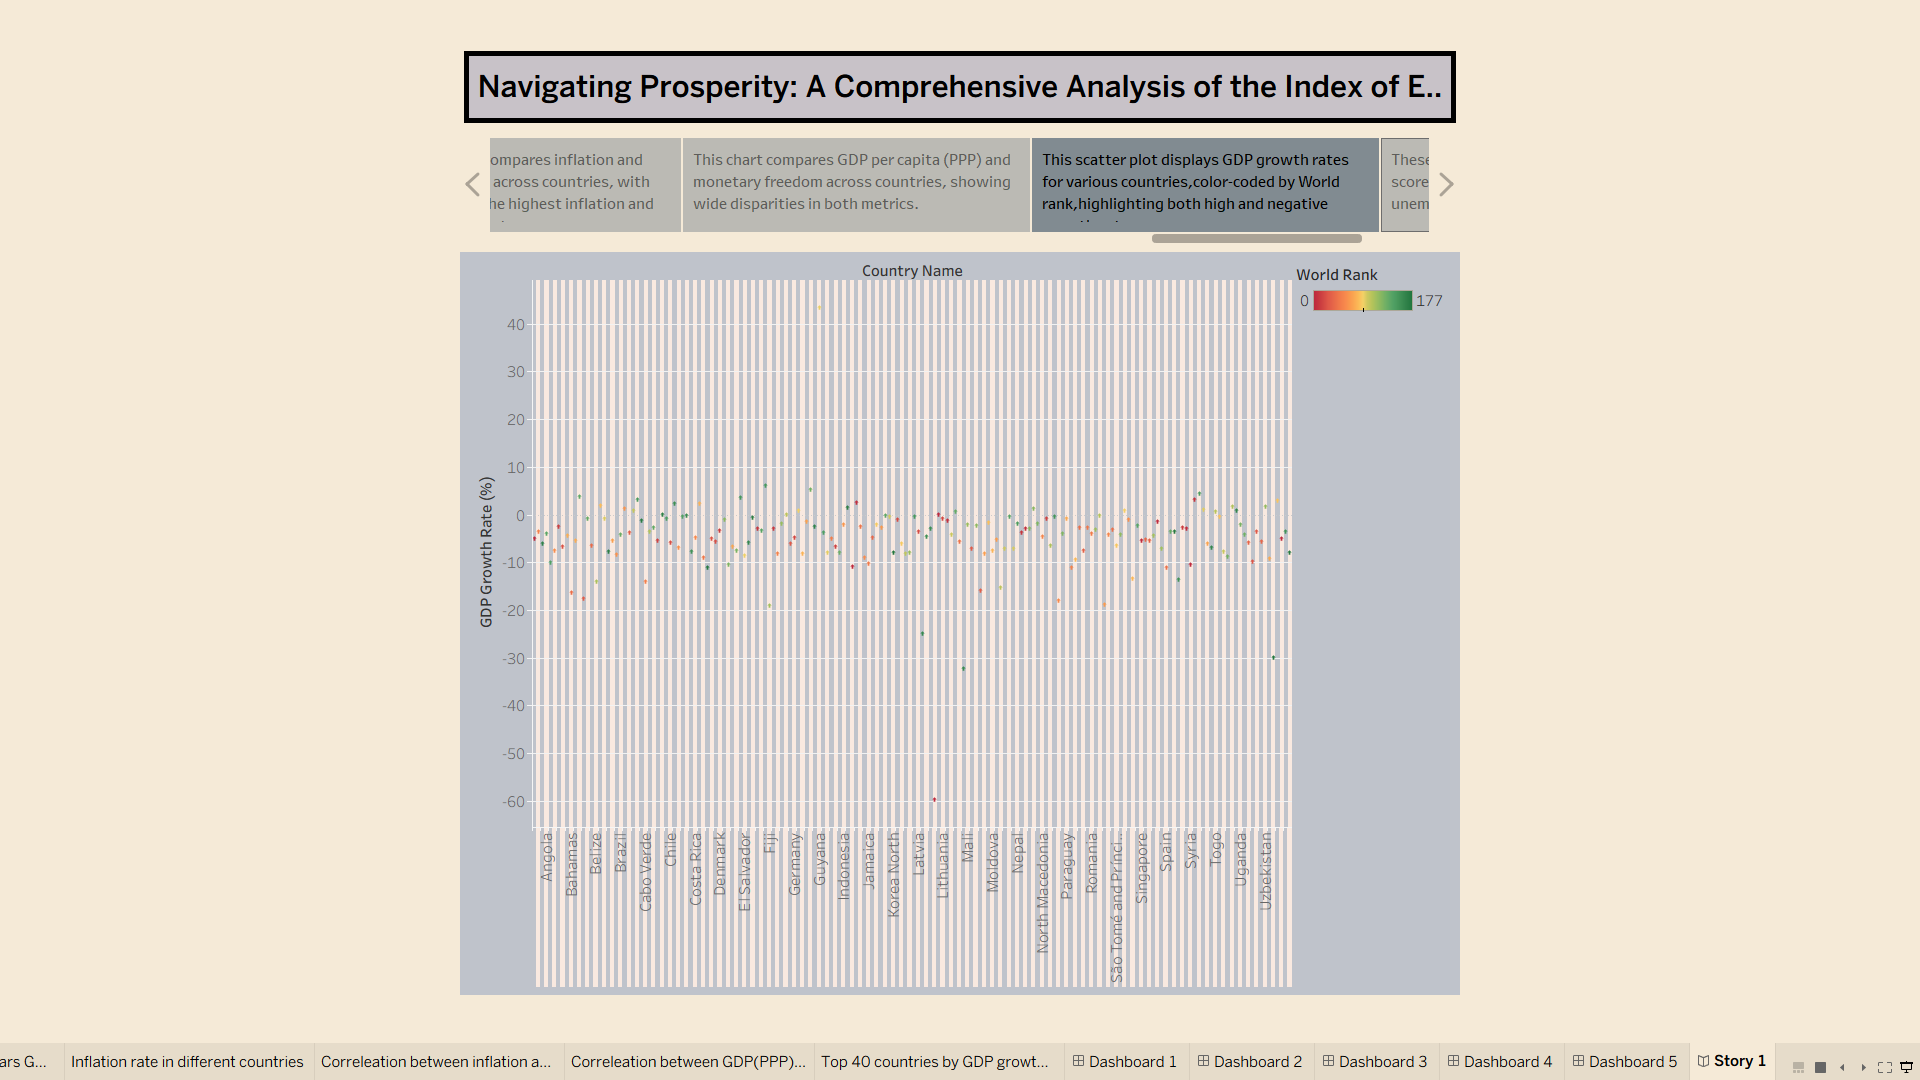 Navigating Prosperity: A Comprehensive Analysis of the Index of E..
ompares inflation and
across countries, with
he highest inflation and
This chart compares GDP per capita (PPP) and
monetary freedom across countries, showing
wide disparities in both metrics.
This scatter plot displays GDP growth rates
for various countries,color-coded by World
rank,highlighting both high and negative
These
score
unem
Country Name
World Rank
0
177
GDP Growth Rate (%)
40
30
20
10
0
-10
-20
-30
-40
-50
-60
Angola
Bahamas
Belize
Brazil
Cabo Verde
Chile
Costa Rica
Denmark
El Salvador
Fiji
Germany
Guyana
Indonesia
Jamaica
Korea North
Latvia
Lithuania
Mali
Moldova
Nepal
North Macedonia
Paraguay
Romania
São Tomé and Princi..
Singapore
Spain
Syria
Togo
Uganda
Uzbekistan
ars G...
Inflation rate in different countries
Correleation between inflation a...
Correleation between GDP(PPP)...
Top 40 countries by GDP growt...
Dashboard 1
Dashboard 2
Dashboard 3
Dashboard 4
Dashboard 5
Story 1